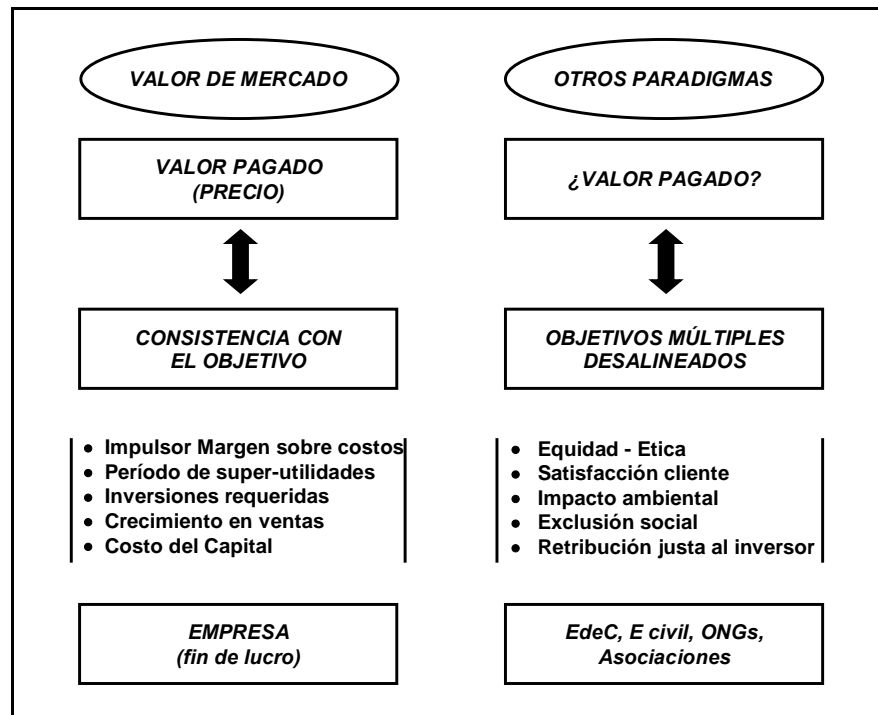 VALOR DE MERCADO
VALOR PAGADO
(PRECIO)
CONSISTENCIA CON
EL OBJETIVO
● Impulsor Margen sobre costos
● Período de super-utilidades
● Inversiones requeridas
● Crecimiento en ventas
● Costo del Capital
EMPRESA
(fin de lucro)
OTROS PARADIGMAS
¿VALOR PAGADO?
OBJETIVOS MÚLTIPLES
DESALINEADOS
● Equidad - Etica
● Satisfacción cliente
● Impacto ambiental
● Exclusión social
● Retribución justa al inversor
EdeC, E civil, ONGs,
Asociaciones